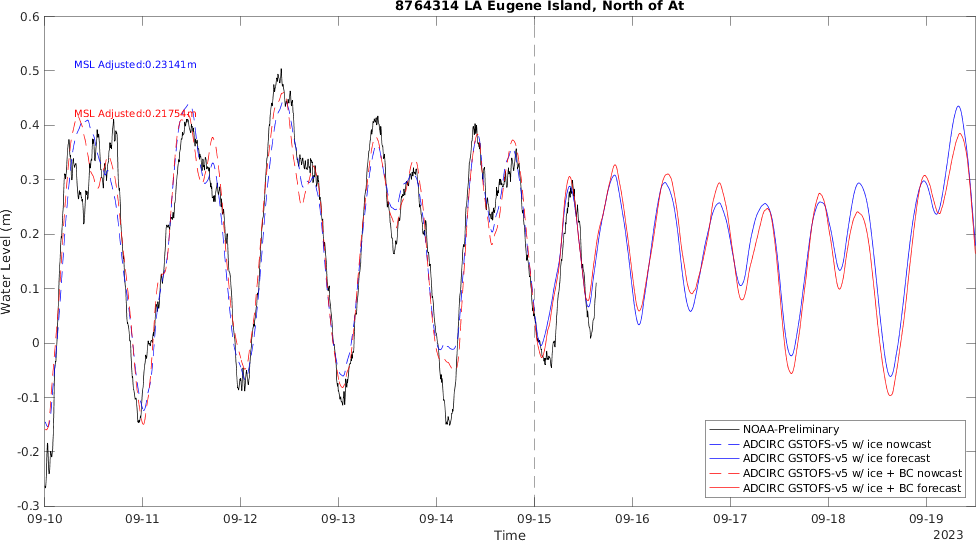 8764314 LA Eugene Island, North of At
0.6
0.5
0.4
0.3
0.2
0.1
0
-0.1
-0.2
-0.3
Water Level (m)
MSL Adjusted:0.23141m
MSL Adjusted:0.21754m
NOAA-Preliminary
ADCIRC GSTOFS-v5 w/ ice nowcast
ADCIRC GSTOFS-v5 w/ ice forecast
ADCIRC GSTOFS-v5 w/ ice + BC nowcast
ADCIRC GSTOFS-v5 w/ ice + BC forecast
09-10 09-11 09-12 09-13 09-14 09-15 09-16 09-17 09-18 09-19
Time
2023